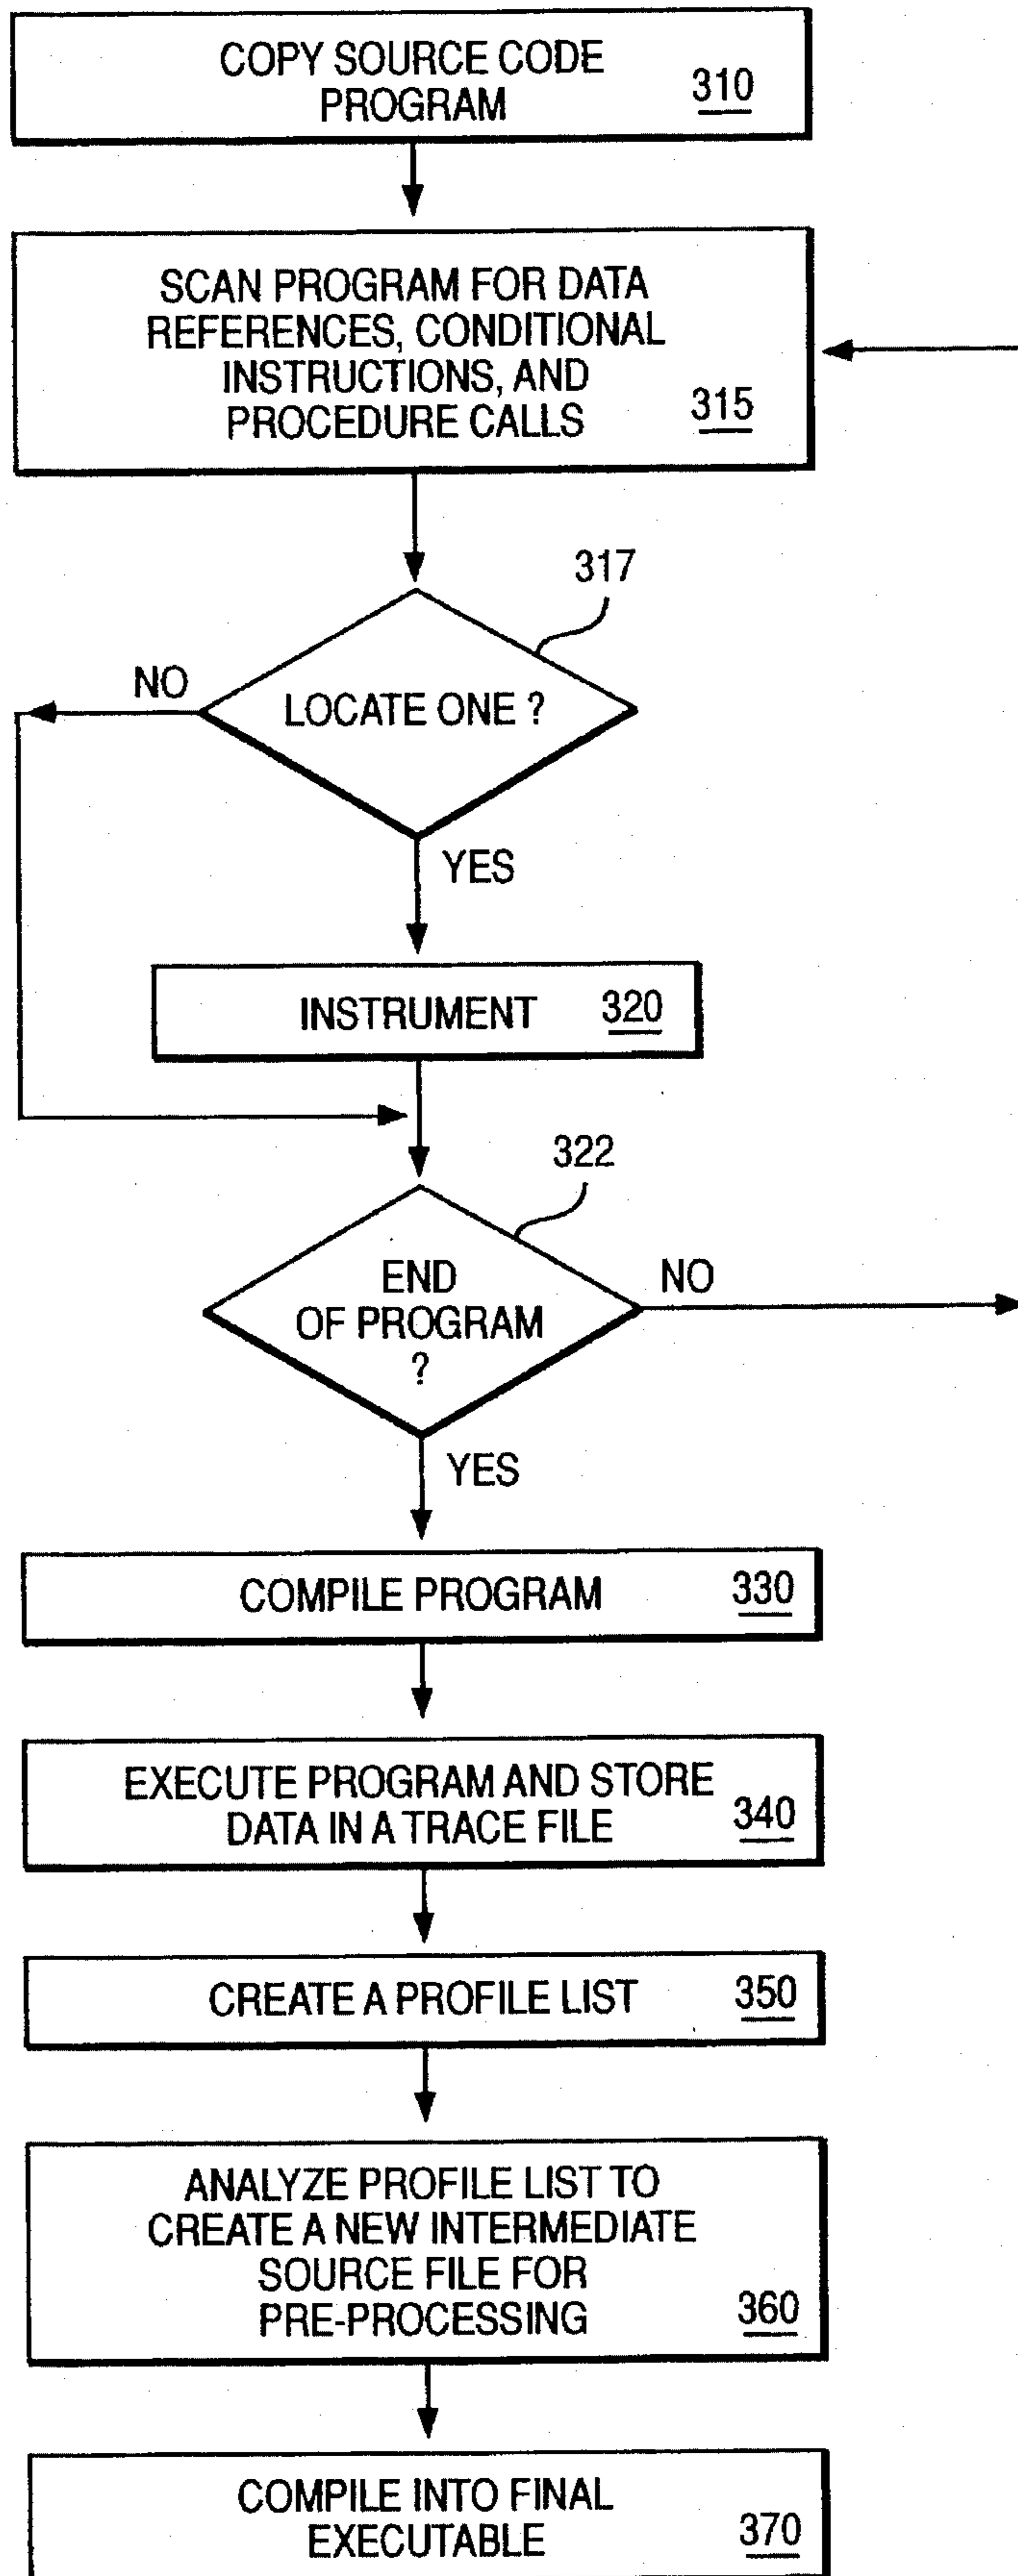 COPY SOURCE CODE
PROGRAM
310
SCAN PROGRAM FOR DATA
REFERENCES, CONDITIONAL
INSTRUCTIONS, AND
PROCEDURE CALLS
315
317
NO
LOCATE ONE ?
YES
INSTRUMENT 320
322
END
OF PROGRAM
?
NO
YES
COMPILE PROGRAM 330
EXECUTE PROGRAM AND STORE
DATA IN A TRACE FILE
340
CREATE A PROFILE LIST 350
ANALYZE PROFILE LIST TO
CREATE A NEW INTERMEDIATE
SOURCE FILE FOR
PRE-PROCESSING
360
COMPILE INTO FINAL
EXECUTABLE
370